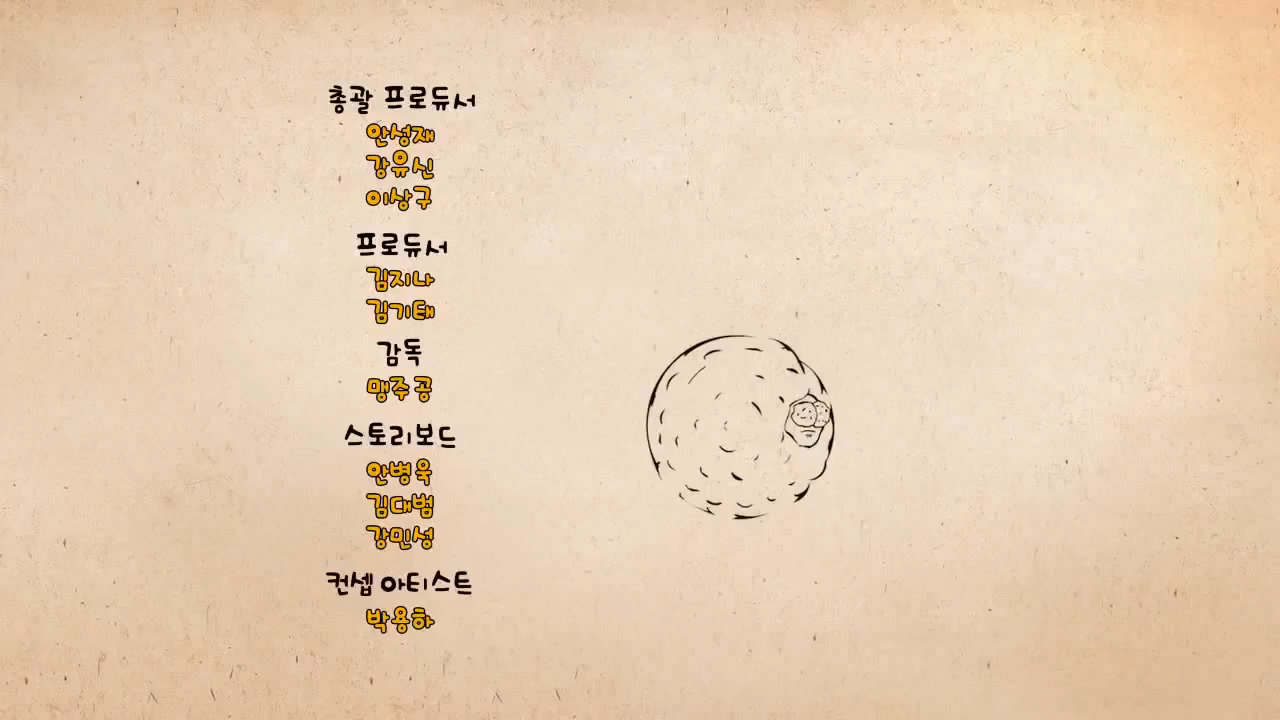 총괄 프로듀서
안성재
강유신
이상구
프로듀서
김지나
김기태
감독
맹주공
스토리보드
안병욱
김대범
강민성
컨셉 아티스트
박용하